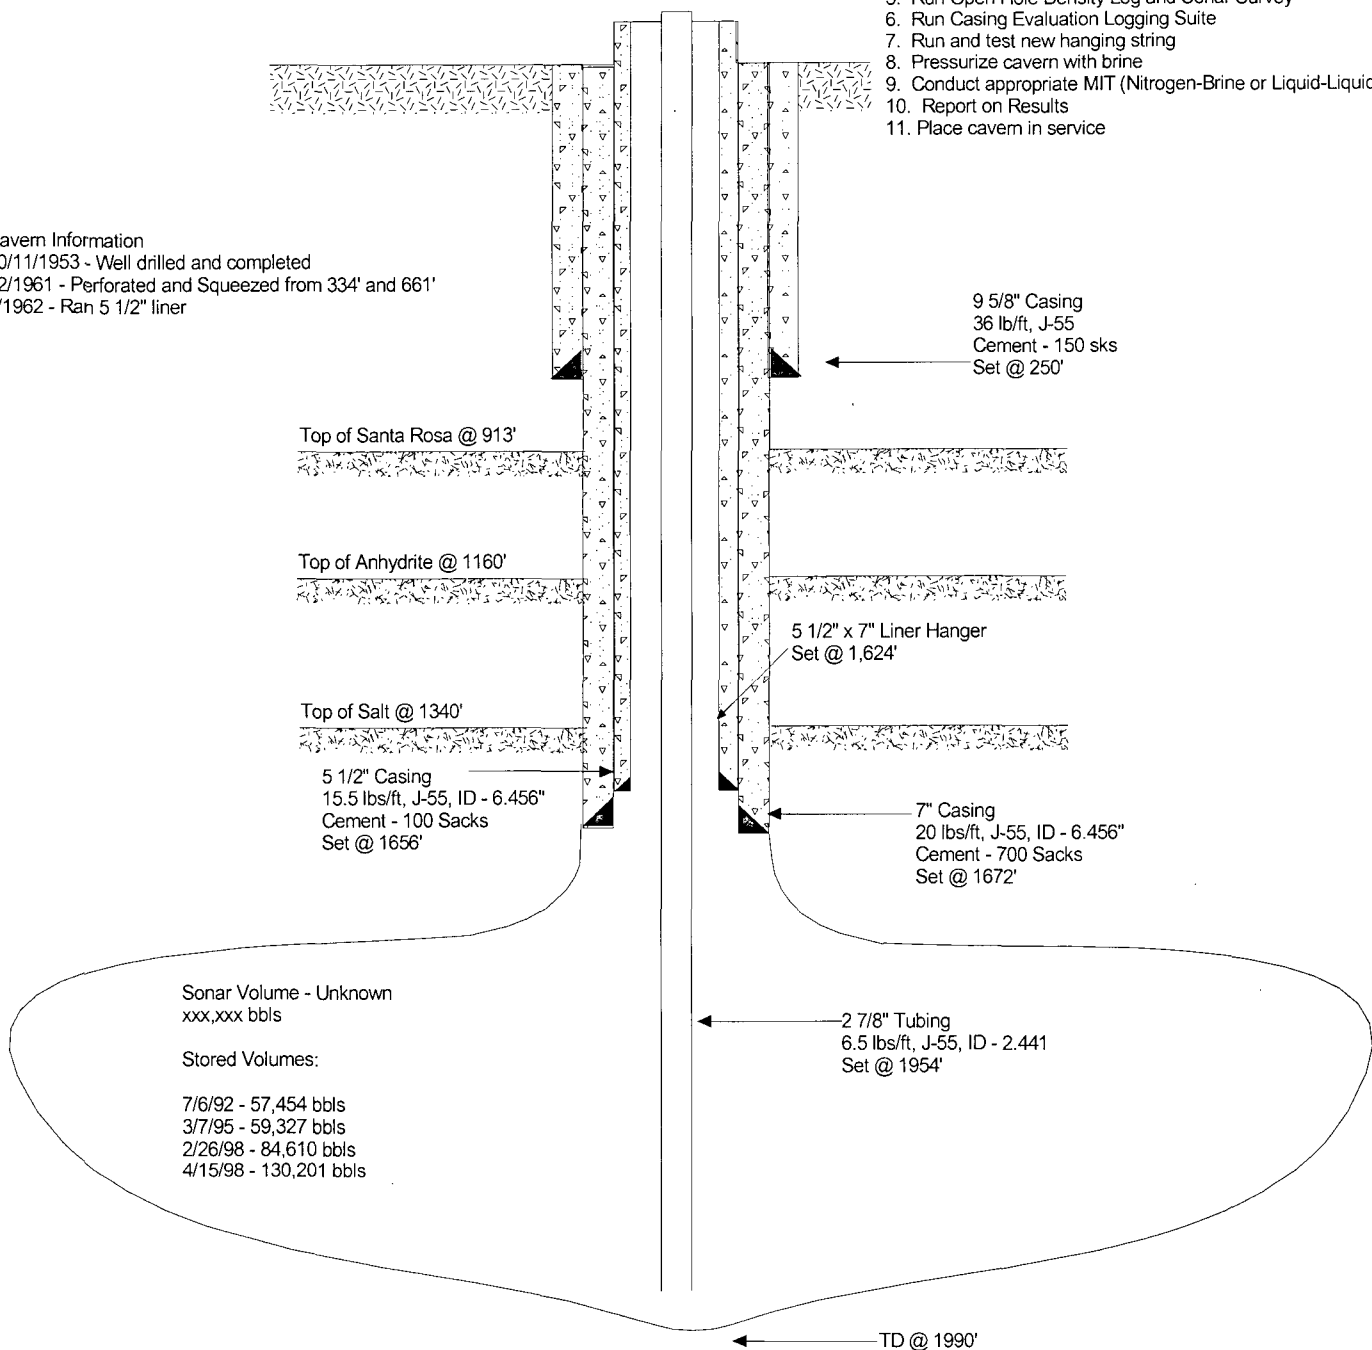 5. Run Open Hole Density Log and Sonar Survey
6. Run Casing Evaluation Logging Suite
7. Run and test new hanging string
8. Pressurize cavern with brine
9. Conduct appropriate MIT (Nitrogen-Brine or Liquid-Liquid
10. Report on Results
11. Place cavern in service
avern Information
0/11/1953 - Well drilled and completed
2/1961 - Perforated and Squeezed from 334' and 661'
/1962 - Ran 5 1/2" liner
9 5/8" Casing
36 lb/ft, J-55
Cement - 150 sks
Set @ 250'
Top of Santa Rosa @ 913'
Top of Anhydrite @ 1160'
5 1/2" x 7" Liner Hanger
Set @ 1,624'
Top of Salt @ 1340'
5 1/2" Casing
15.5 lbs/ft, J-55, ID - 6.456"
Cement - 100 Sacks
Set @ 1656'
7" Casing
20 lbs/ft, J-55, ID - 6.456"
Cement - 700 Sacks
Set @ 1672'
Sonar Volume - Unknown
xxx,xxx bbls
Stored Volumes:
7/6/92 - 57,454 bbls
3/7/95 - 59,327 bbls
2/26/98 - 84,610 bbls
4/15/98 - 130,201 bbls
2 7/8" Tubing
6.5 lbs/ft, J-55, ID - 2.441
Set @ 1954'
TD @ 1990'